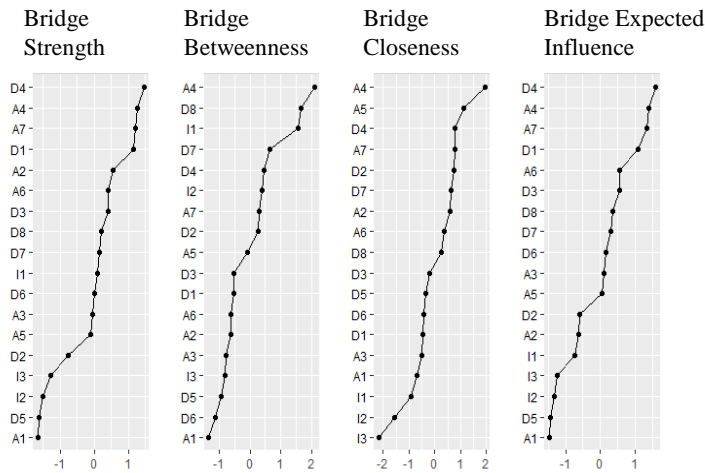 Bridge Strength
Bridge Betweenness
Bridge Closeness
Bridge Expected Influence
D4
A4
A7
D1
A2
A6
D3
D8
D7
I1
D6
A3
A5
D2
I3
I2
D5
A1
-1 0 1
A4
D8
I1
D7
D4
I2
A7
D2
A5
D3
D1
A6
A2
A3
I3
D5
D6
A1
-1 0 1 2
A4
A5
D4
A7
D2
D7
A2
A6
D8
D3
D5
D6
D1
A3
A1
I1
I2
I3
-2 -1 0 1 2
D4
A4
A7
D1
A6
D3
D8
D7
D6
A3
A5
D2
A2
I1
I3
I2
D5
A1
-1 0 1